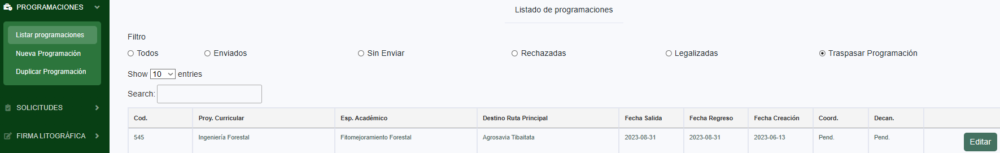 PROGRAMACIONES
Listar programaciones
Nueva Programación
Duplicar Programación
SOLICITUDES
FIRMA LITOGRÁFICA
Listado de programaciones
Filtro
Todos Enviados Sin Enviar Rechazadas Legalizadas Traspasar Programación
Show 10 entries
Search:
Cod. Proy. Curricular Esp. Académico Destino Ruta Principal Fecha Salida Fecha Regreso Fecha Creación Coord. Decan.
545 Ingeniería Forestal Fitomejoramiento Forestal Agrosavia Tibaitata 2023-08-31 2023-08-31 2023-06-13 Pend. Pend. Editar